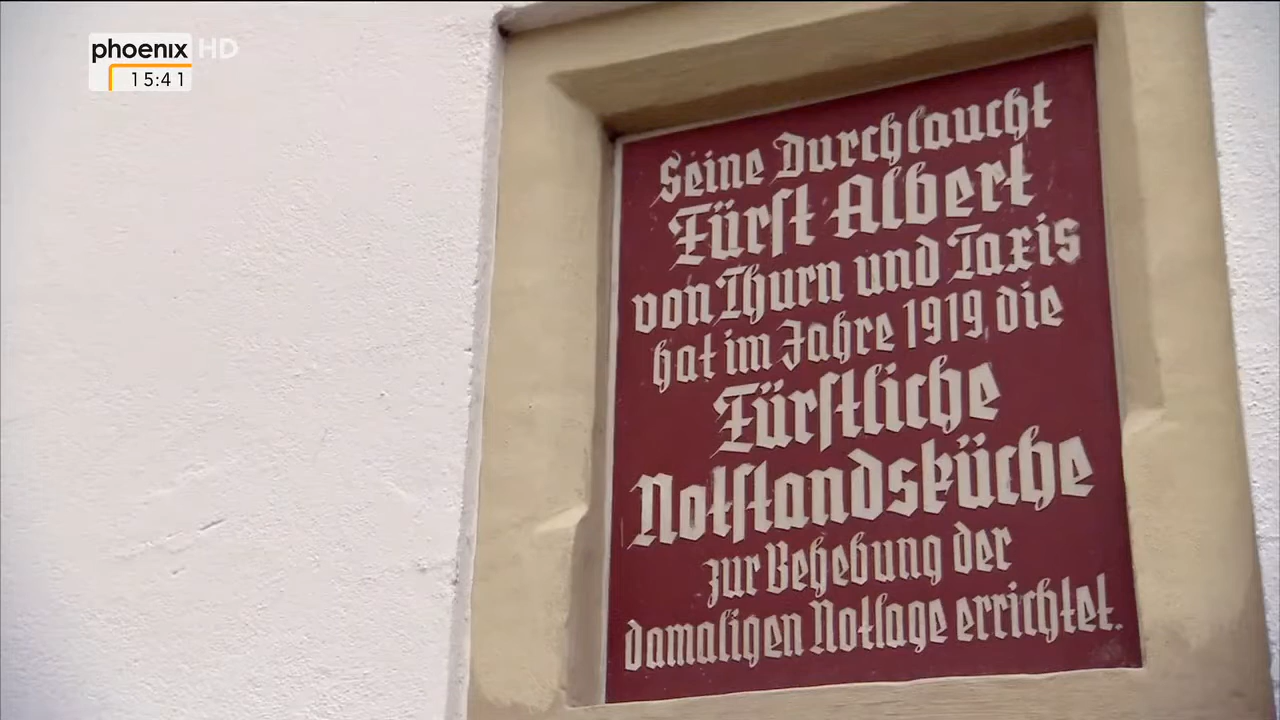 phoenix HD
15:41
Seine Durchlaucht
Fürst Albert
von Thurn und Taxis
hat im Jahre 1919 die
Fürstliche
Notstandsküche
zur Behebung der
damaligen Notlage errichtet.